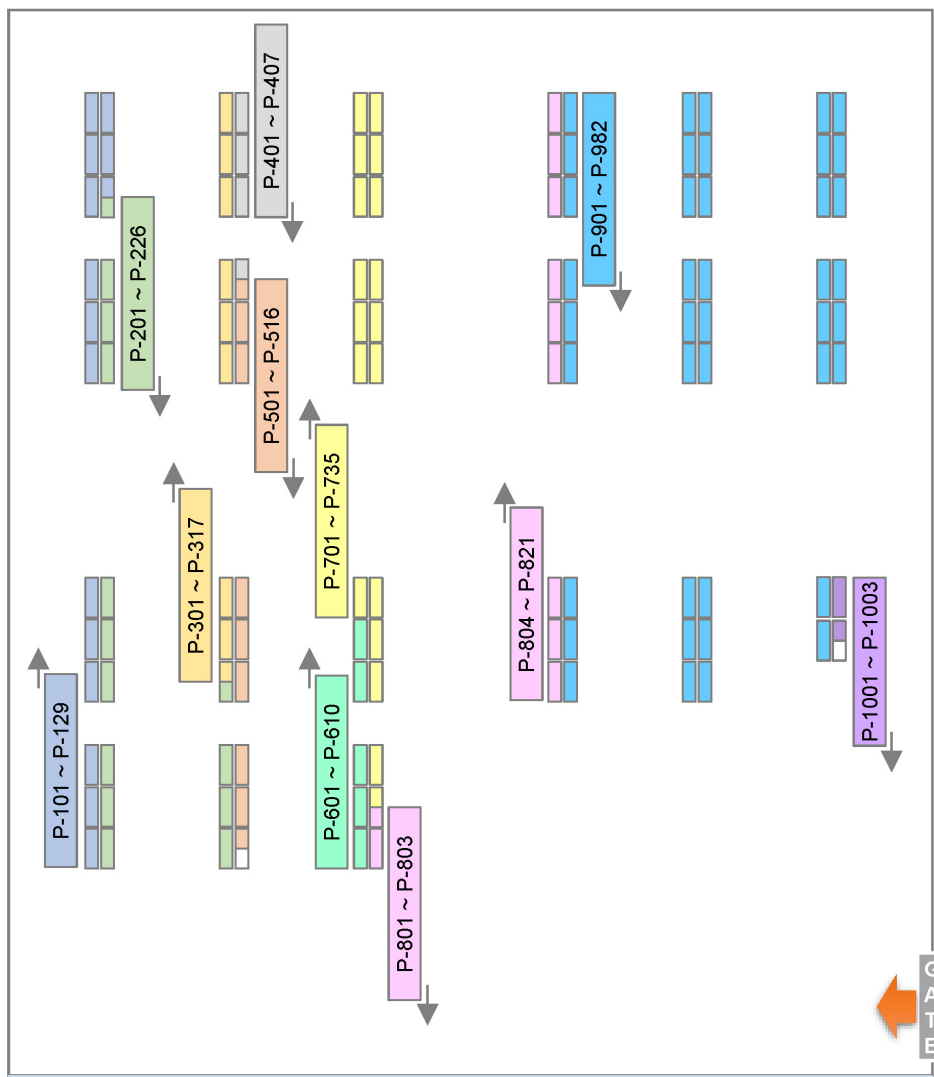 P-401 ~ P-407
P-901 ~ P-982
P-201 ~ P-226
P-501 ~ P-516
P-701 ~ P-735
P-301 ~ P-317
P-804 ~ P-821
P-1001 ~ P-1003
P-101 ~ P-129
P-601 ~ P-610
P-801 ~ P-803
GATE